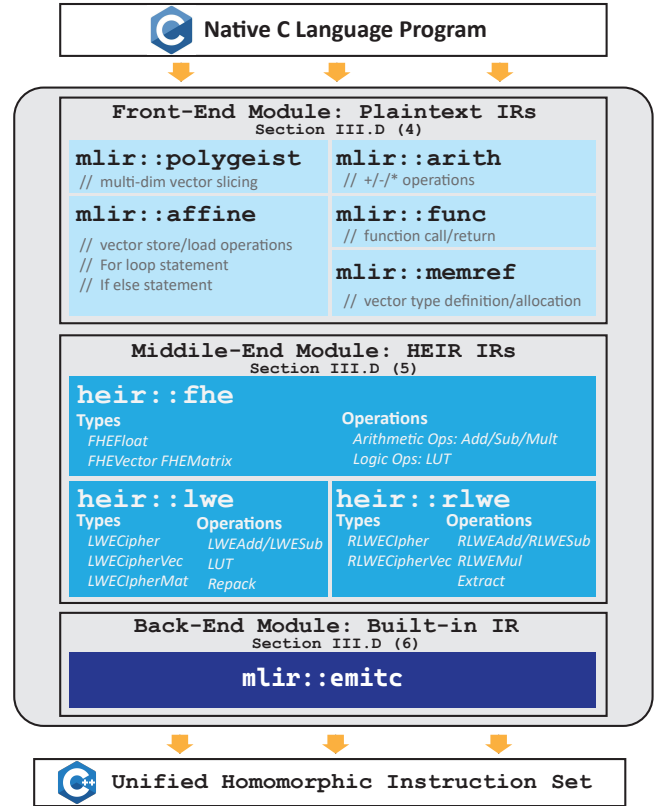 C Native C Language Program
Front-End Module: Plaintext IRs
Section III.D (4)
mlir::polygeist
// multi-dim vector slicing
mlir::arith
// +/-/* operations
mlir::affine
// vector store/load operations
// For loop statement
// If else statement
mlir::func
// function call/return
mlir::memref
// vector type definition/allocation
Middile-End Module: HEIR IRs
Section III.D (5)
heir::fhe
Types
FHEFloat
FHEVector FHEMatrix
Operations
Arithmetic Ops: Add/Sub/Mult
Logic Ops: LUT
heir::lwe
Types
LWECipher
LWECipherVec
LWECIpherMat
Operations
LWEAdd/LWESub
LUT
Repack
heir::rlwe
Types
RLWECIpher
RLWECipherVec
Operations
RLWEAdd/RLWESub
RLWEMul
Extract
Back-End Module: Built-in IR
Section III.D (6)
mlir::emitc
C++ Unified Homomorphic Instruction Set